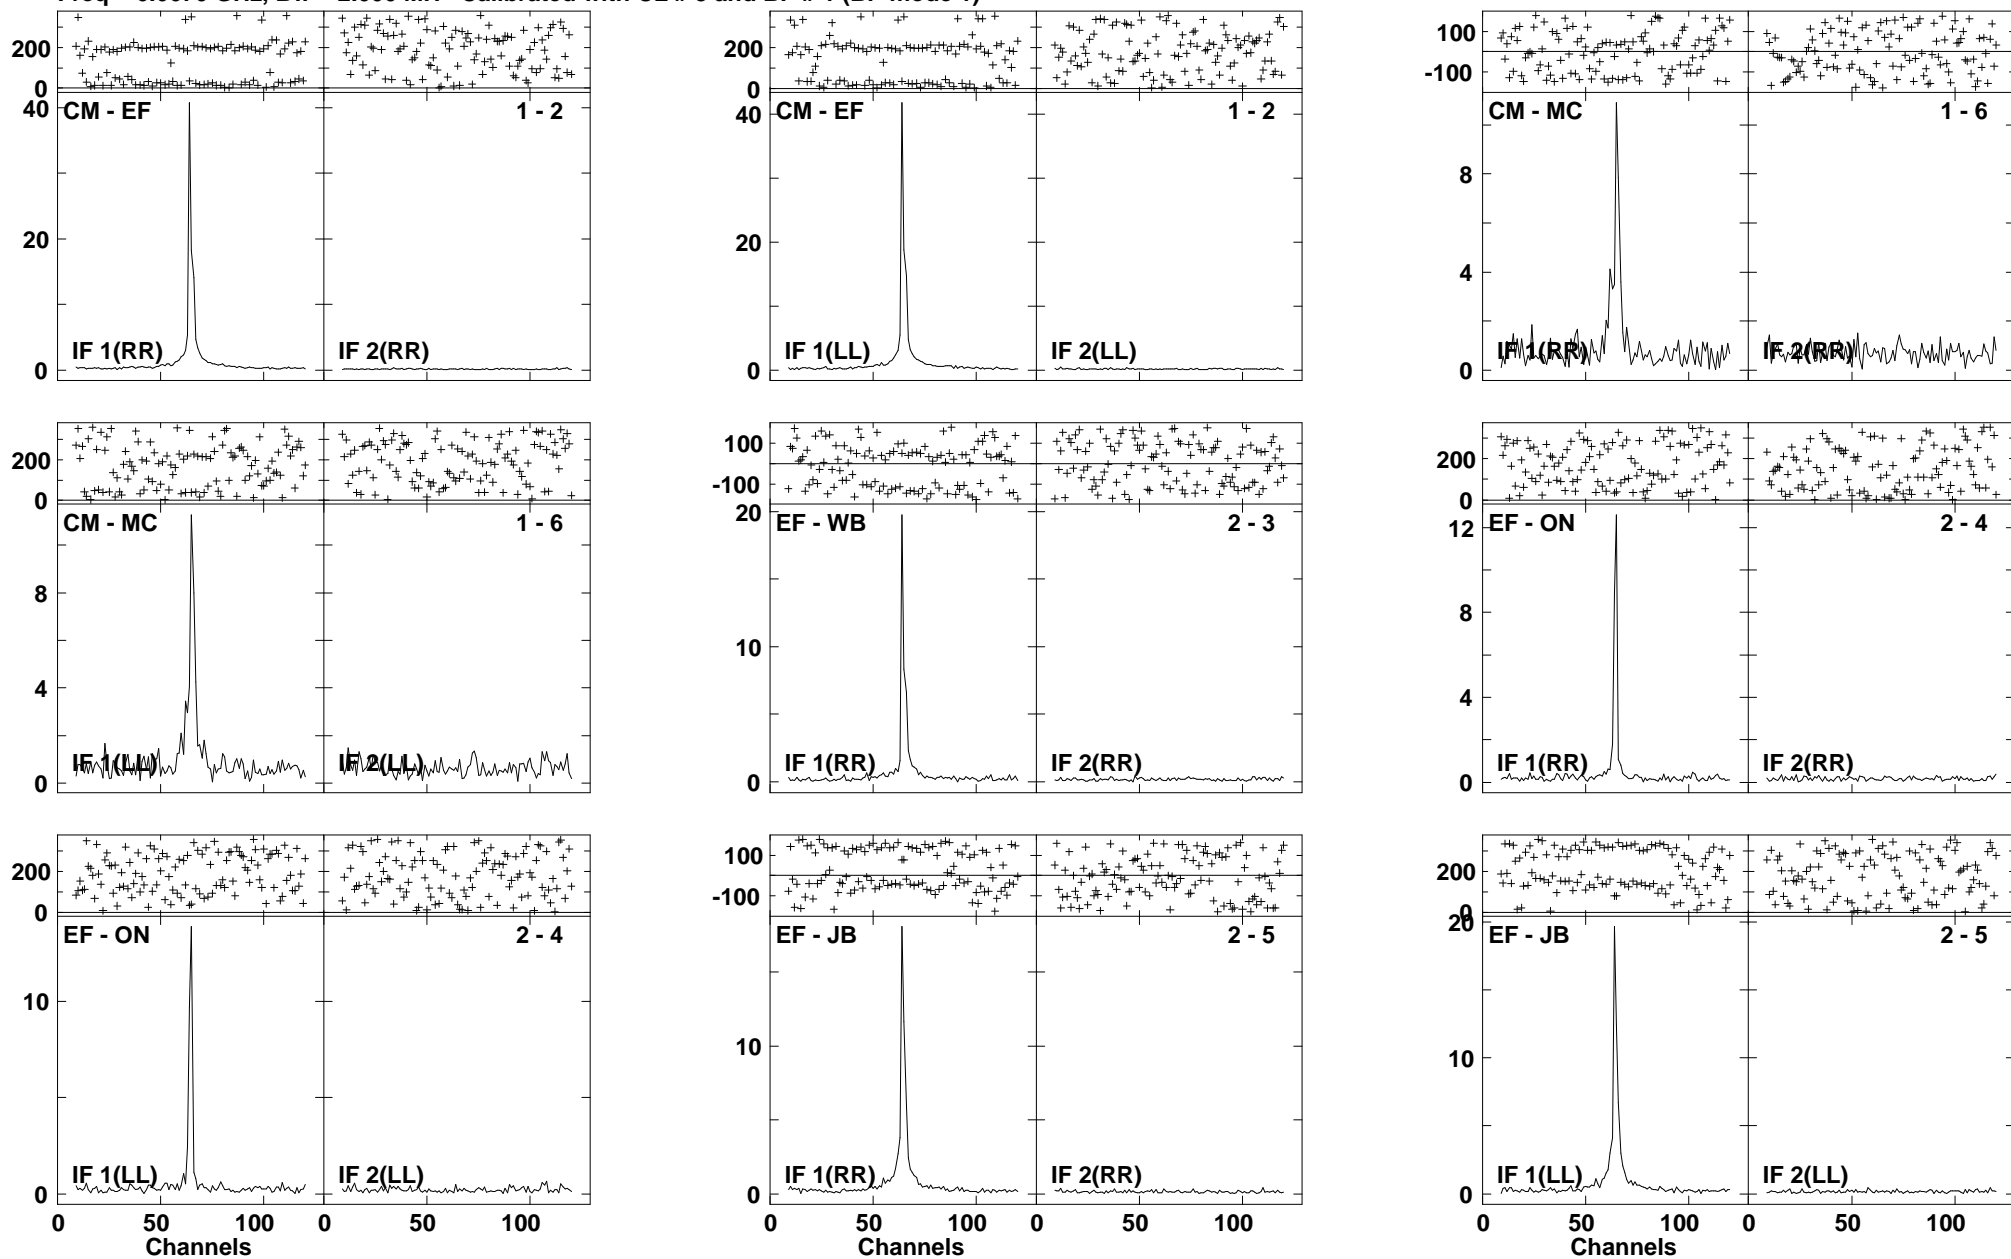 200 200 100
0 0 -100
CM - EF 1 - 2 CM - EF 1 - 2 CM - MC 1 - 6
40 40 8
20 20 4
IF 1(RR) IF 2(RR) IF 1(LL) IF 2(LL) IF 1(RR) IF 2(RR)
0 0 0
200 100 200
0 -100 0
CM - MC 1 - 6 EF - WB 2 - 3 EF - ON 2 - 4
20 12
8 10 8
4 4
IF 1(LL) IF 2(LL) IF 1(RR) IF 2(RR) IF 1(RR) IF 2(RR)
0 0 0
200 100 200
0 -100 0
EF - ON 2 - 4 EF - JB 2 - 5 EF - JB 2 - 5
20
10 10 10
IF 1(LL) IF 2(LL) IF 1(RR) IF 2(RR) IF 1(LL) IF 2(LL)
0 0 0
0 50 100 0 50 100 0 50 100 0 50 100 0 50 100 0 50 100
Channels Channels Channels